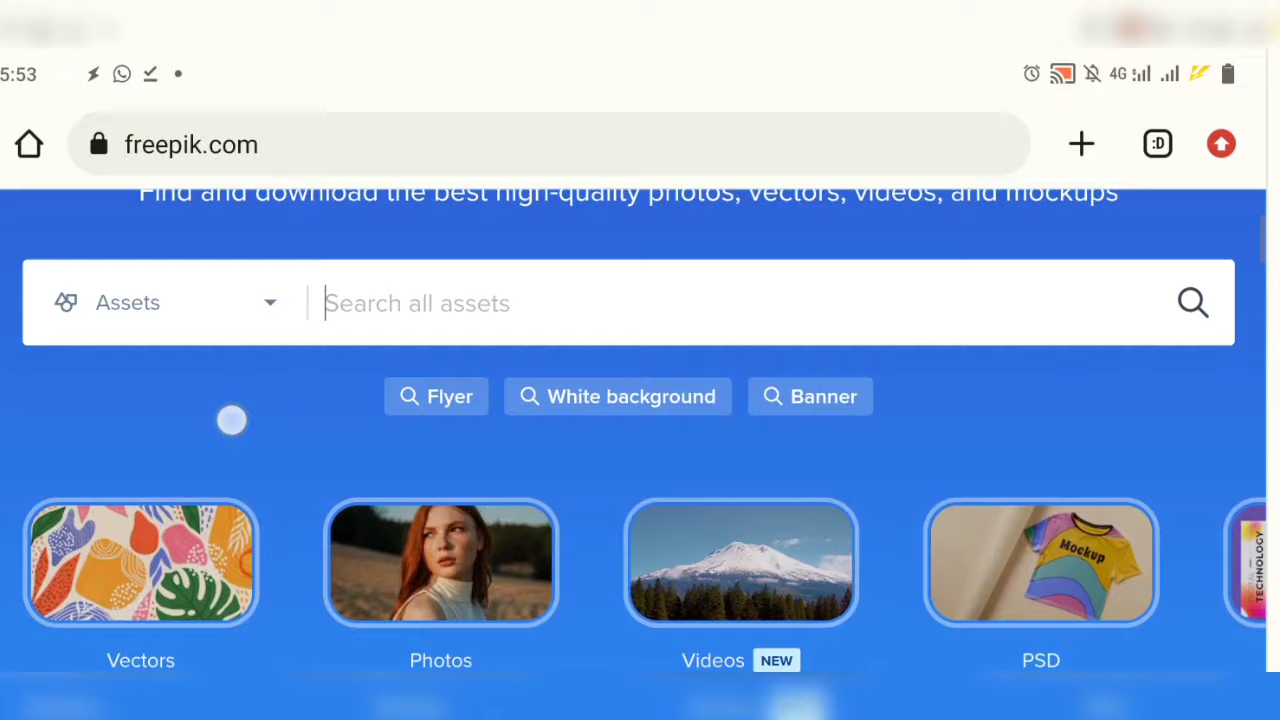 5:53
4G
freepik.com
:D
Find and download the best high-quality photos, vectors, videos, and mockups
Assets
Search all assets
Flyer
White background
Banner
Mockup
TECHNOLOGY
Vectors
Photos
Videos NEW
PSD